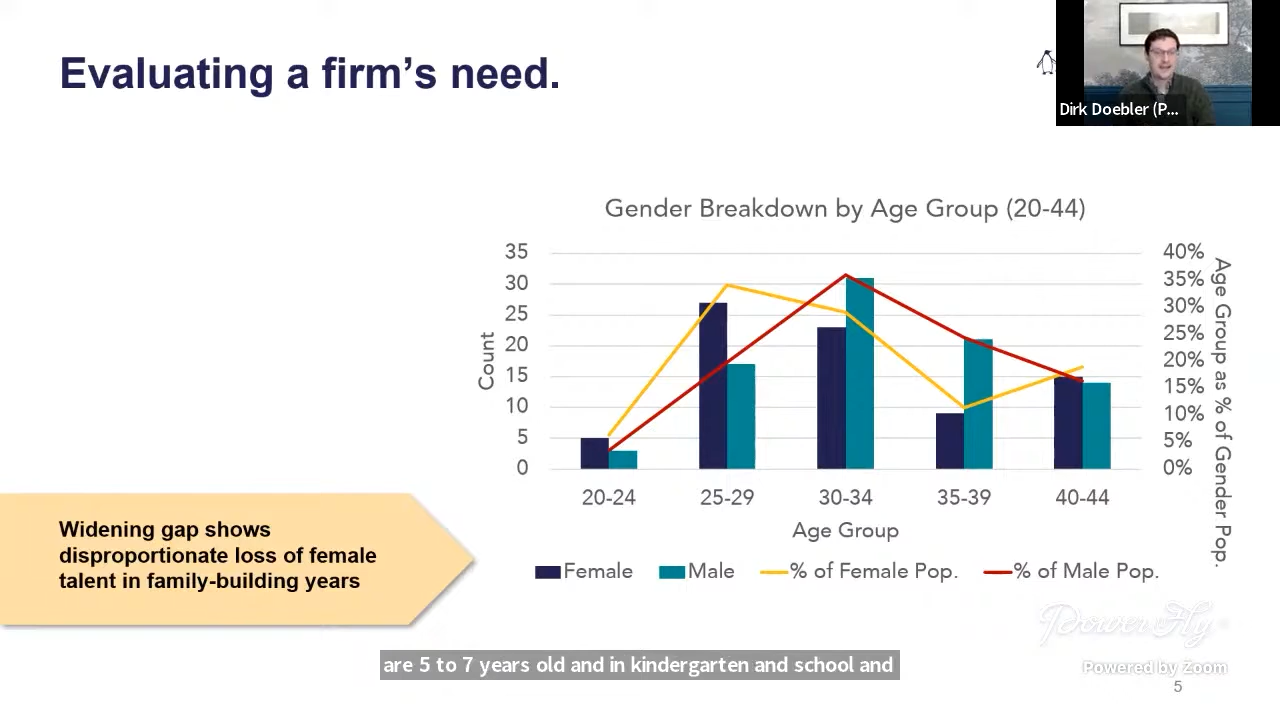 Evaluating a firm's need.
Dirk Doebler (P...
Gender Breakdown by Age Group (20-44)
35
30
25
20
15
10
5
0
Count
40%
35%
30%
25%
20%
15%
10%
5%
0%
Age Group as % of Gender Pop.
20-24 25-29 30-34 35-39 40-44
Age Group
Female Male % of Female Pop. % of Male Pop.
Widening gap shows
disproportionate loss of female
talent in family-building years
PowerToFly
Powered by Zoom
are 5 to 7 years old and in kindergarten and school and
5